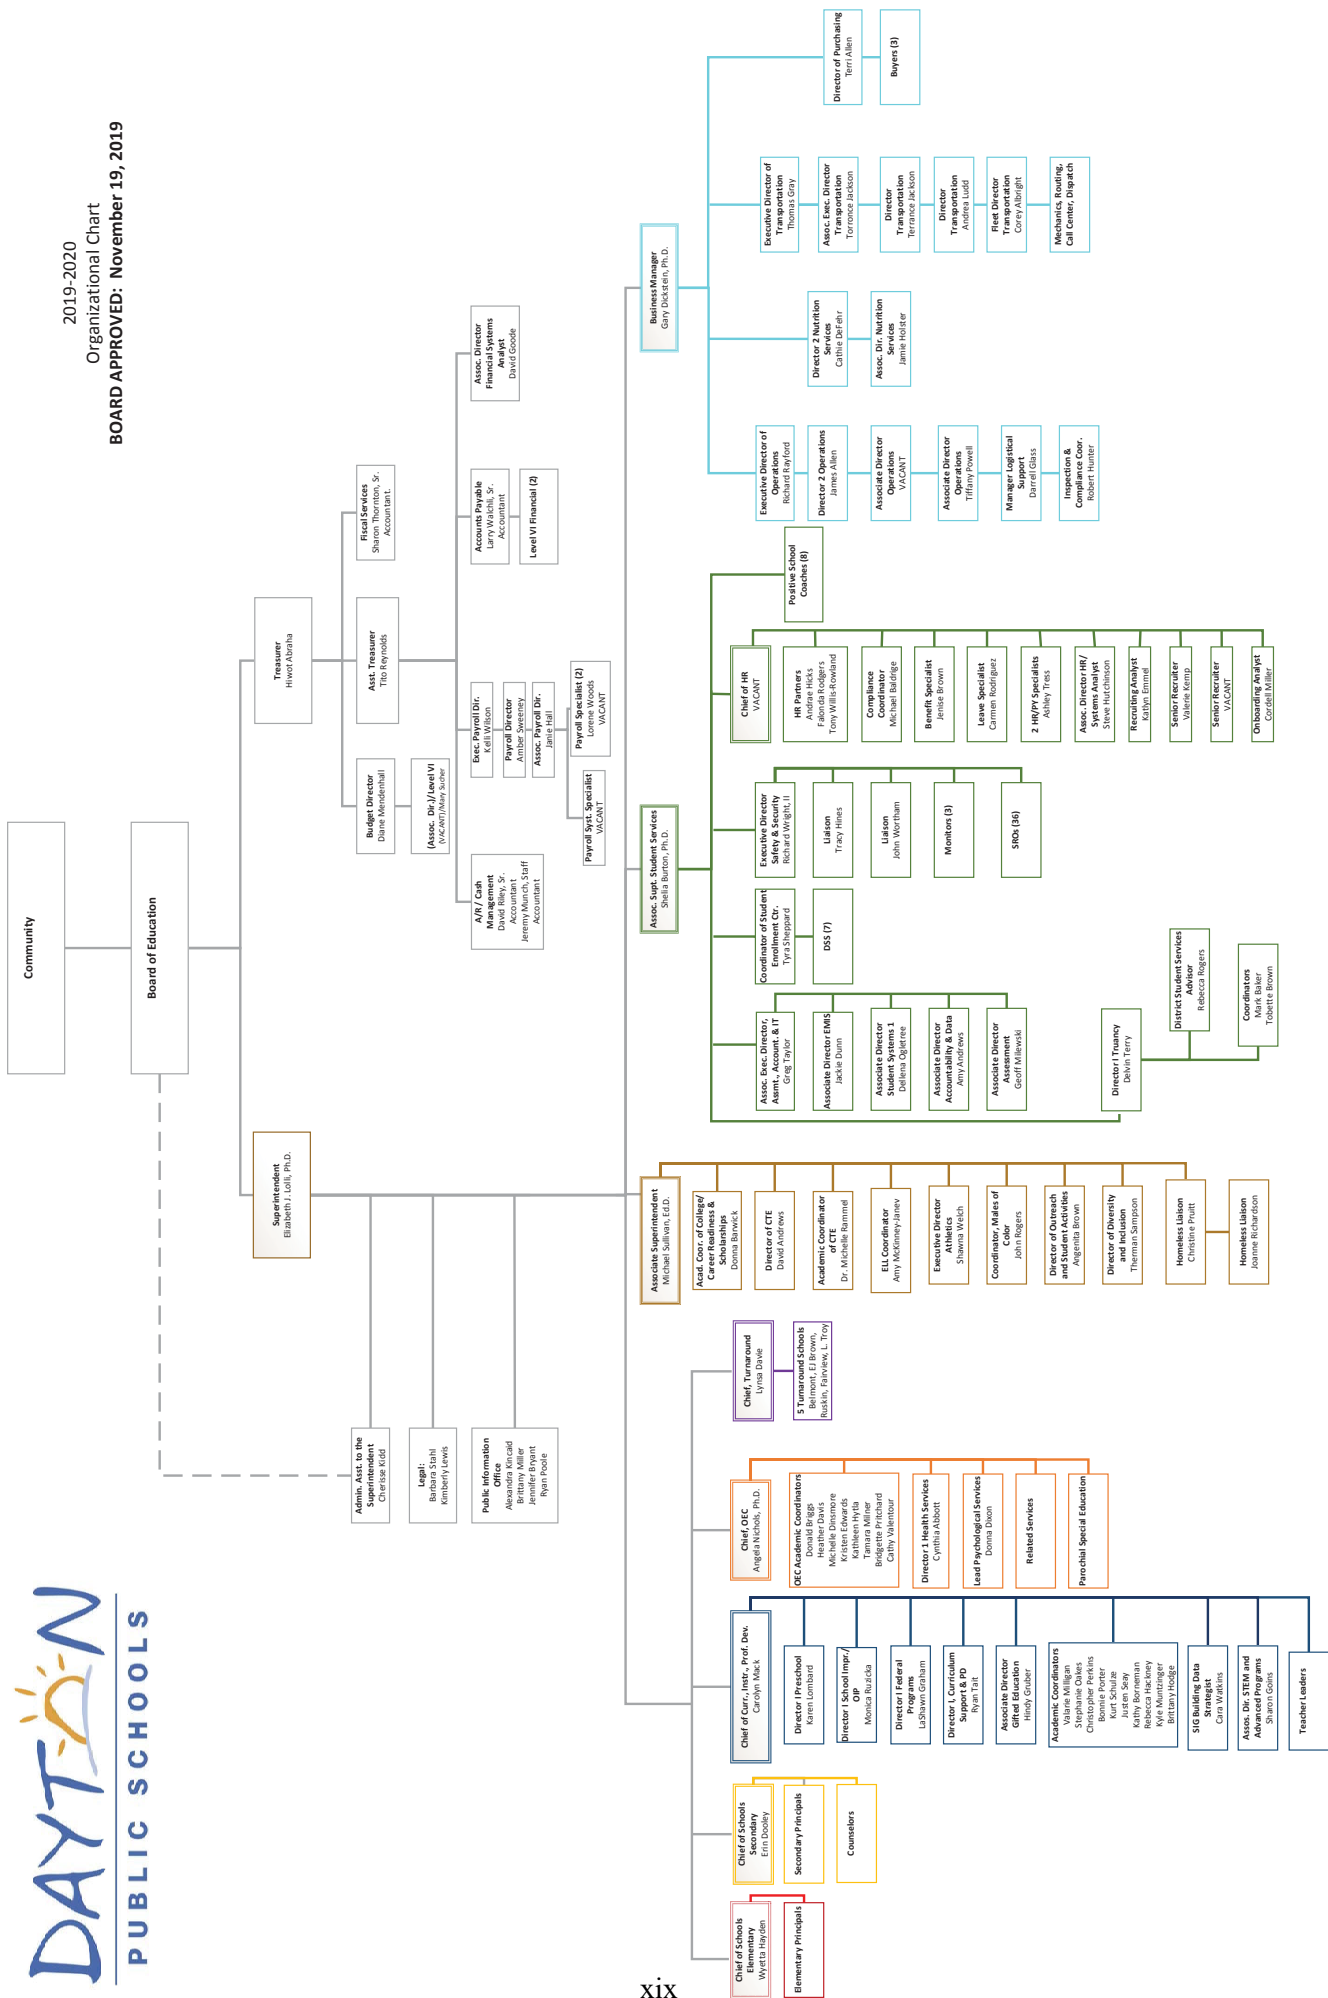 DAYTON
PUBLIC SCHOOLS
2019-2020
Organizational Chart
BOARD APPROVED: November 19, 2019
Community
Board of Education
Superintendent
Elizabeth J. Lolli, Ph.D.
Treasurer
Hiwot Abraha
Admin. Asst. to the
Superintendent
Cherisse Kidd
Legal:
Barbara Stahl
Kimberly Lewis
Public Information
Office
Alexandra Kincaid
Brittany Miller
Jennifer Bryant
Ryan Poole
Budget Director
Diane Mendenhall
(Assoc. Dir.)/Level VI
(VACANT)/Mary Sucher
Asst. Treasurer
Tito Reynolds
Fiscal Services
Sharon Thornton, Sr.
Accountant.
A/R / Cash
Management
David Riley, Sr.
Accountant
Jeremy Munch, Staff
Accountant
Exec. Payroll Dir.
Kelli Wilson
Payroll Director
Amber Sweeney
Assoc. Payroll Dir.
Janie Hall
Payroll Syst. Specialist
VACANT
Payroll Specialist (2)
Lorene Woods
VACANT
Accounts Payable
Larry Walchli, Sr.
Accountant
Level VI Financial (2)
Assoc. Director
Financial Systems
Analyst
David Goode
Chief of Schools
Elementary
Wyetta Hayden
Elementary Principals
Chief of Schools
Secondary
Erin Dooley
Secondary Principals
Counselors
Chief of Curr., Instr., Prof. Dev.
Carolyn Mack
Director I Preschool
Karen Lombard
Director I School Impr./
OIP
Monica Ruzicka
Director I Federal
Programs
LaShawn Graham
Director I, Curriculum
Support & PD
Ryan Tait
Associate Director
Gifted Education
Hindy Gruber
Academic Coordinators
Valarie Milligan
Stephanie Oakes
Christopher Perkins
Bonnie Porter
Kurt Schulze
Justen Seay
Kathy Borneman
Rebecca Hackney
Kyle Muntzinger
Brittany Hodge
SIG Building Data
Strategist
Cara Watkins
Assos. Dir. STEM and
Advanced Programs
Sharon Goins
Teacher Leaders
Chief, OEC
Angela Nichols, Ph.D.
OEC Academic Coordinators
Donald Briggs
Heather Davis
Michelle Dinsmore
Kristen Edwards
Kathleen Hytla
Tamara Milner
Bridgette Pritchard
Cathy Valentour
Director 1 Health Services
Cynthia Abbott
Lead Psychological Services
Donna Dixon
Related Services
Parochial Special Education
Chief, Turnaround
Lynsa Davie
5 Turnaround Schools
Belmont, EJ Brown,
Ruskin, Fairview, L. Troy
Associate Superintendent
Michael Sullivan, Ed.D.
Acad. Coor. of College/
Career Readiness &
Scholarships
Donna Barwick
Director of CTE
David Andrews
Academic Coordinator
of CTE
Dr. Michelle Rammel
ELL Coordinator
Amy McKinney-Janev
Executive Director
Athletics
Shawna Welch
Coordinator, Males of
Color
John Rogers
Director of Outreach
and Student Activities
Angenita Brown
Director of Diversity
and Inclusion
Therman Sampson
Homeless Liaison
Christine Pruitt
Homeless Liaison
Joanne Richardson
Assoc. Supt. Student Services
Shelia Burton, Ph.D.
Assoc. Exec. Director,
Assmt., Account. & IT
Greg Taylor
Associate Director EMIS
Jackie Dunn
Associate Director
Student Systems 1
Dellena Ogletree
Associate Director
Accountability & Data
Amy Andrews
Associate Director
Assessment
Geoff Milewski
Director I Truancy
Delvin Terry
District Student Services
Advisor
Rebecca Rogers
Coordinators
Mark Baker
Tobette Brown
Coordinator of Student
Enrollment Ctr.
Tyra Sheppard
DSS (7)
Executive Director
Safety & Security
Richard Wright, II
Liaison
Tracy Hines
Liaison
John Wortham
Monitors (3)
SROs (36)
Chief of HR
VACANT
HR Partners
Andrae Hicks
Falonda Rodgers
Tony Willis-Rowland
Compliance
Coordinator
Michael Baldrige
Benefit Specialist
Jenise Brown
Leave Specialist
Carmen Rodriguez
2 HR/PY Specialists
Ashley Tress
Assoc. Director HR/
Systems Analyst
Steve Hutchinson
Recruiting Analyst
Katlyn Emmel
Senior Recruiter
Valerie Kemp
Senior Recruiter
VACANT
Onboarding Analyst
Cordell Miller
Positive School
Coaches (8)
Business Manager
Gary Dickstein, Ph.D.
Executive Director of
Operations
Richard Rayford
Director 2 Operations
James Allen
Associate Director
Operations
VACANT
Associate Director
Operations
Tiffany Powell
Manager Logistical
Support
Darrell Glass
Inspection &
Compliance Coor.
Robert Hunter
Director 2 Nutrition
Services
Cathie DeFehr
Assoc. Dir. Nutrition
Services
Jamie Holster
Executive Director of
Transportation
Thomas Gray
Assoc. Exec. Director
Transportation
Torronce Jackson
Director
Transportation
Terrance Jackson
Director
Transportation
Andrea Ludd
Fleet Director
Transportation
Corey Albright
Mechanics, Routing,
Call Center, Dispatch
Director of Purchasing
Terri Allen
Buyers (3)
xix